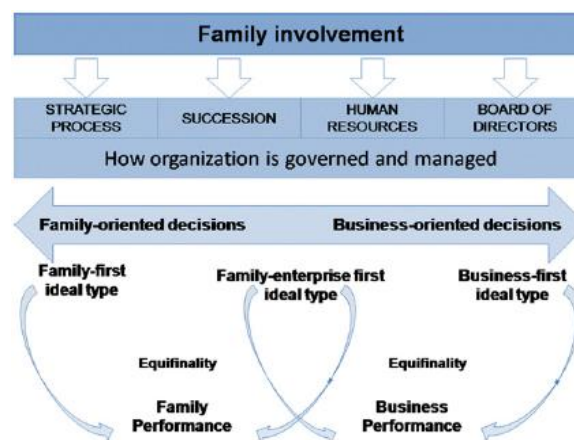 Family involvement
STRATEGIC PROCESS
SUCCESSION
HUMAN RESOURCES
BOARD OF DIRECTORS
How organization is governed and managed
Family-oriented decisions
Business-oriented decisions
Family-first
ideal type
Family-enterprise first
ideal type
Business-first
ideal type
Equifinality
Equifinality
Family
Performance
Business
Performance